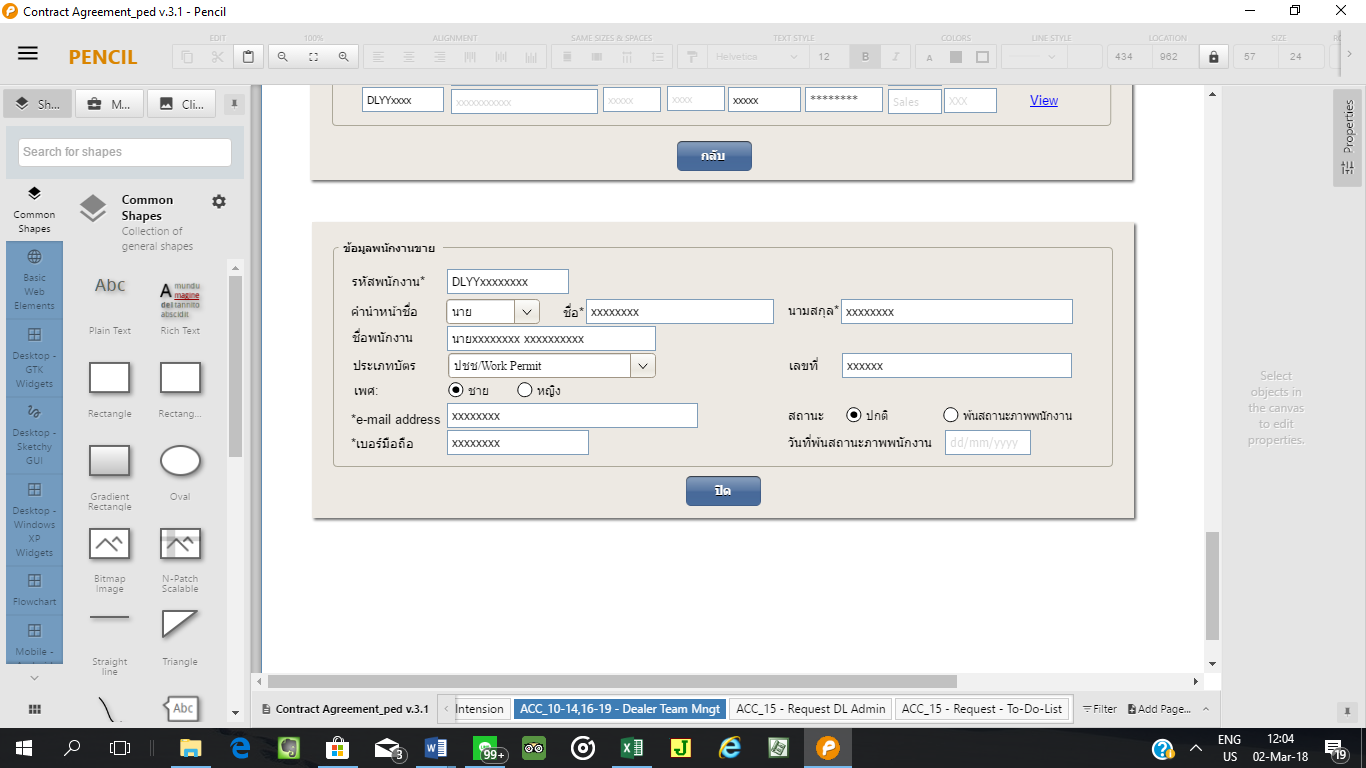 Contract Agreement_ped v.3.1 - Pencil
EDIT 100% ALIGNMENT SAME SIZES & SPACES TEXT STYLE COLORS LINE STYLE LOCATION SIZE
PENCIL Helvetica 12 B I A 434 962 57 24
Sh... M... Cli...
Search for shapes
Common Shapes
Basic Web Elements
Desktop - GTK Widgets
Desktop - Sketchy GUI
Desktop - Windows XP Widgets
Flowchart
Mobile -
Common Shapes
Collection of general shapes
Abc
A mundu magine del tannito abscidit
Plain Text Rich Text
Rectangle Rectang...
Gradient Rectangle Oval
Bitmap Image N-Patch Scalable
Straight line Triangle
Abc
DLYYxxxx xxxxxxxxxxx xxxxx xxxx xxxxx ******** Sales XXX View
กลับ
ข้อมูลพนักงานขาย
รหัสพนักงาน* DLYYxxxxxxxx
คำนำหน้าชื่อ นาย ชื่อ* xxxxxxxx นามสกุล* xxxxxxxx
ชื่อพนักงาน นายxxxxxxxx xxxxxxxxxx
ประเภทบัตร ปชช/Work Permit เลขที่ xxxxxx
เพศ: ชาย หญิง
*e-mail address xxxxxxxx สถานะ ปกติ พ้นสถานะภาพพนักงาน
*เบอร์มือถือ xxxxxxxx วันที่พ้นสถานะภาพพนักงาน dd/mm/yyyy
ปิด
Properties
Select objects in the canvas to edit properties.
Contract Agreement_ped v.3.1 Intension ACC_10-14,16-19 - Dealer Team Mngt ACC_15 - Request DL Admin ACC_15 - Request - To-Do-List Filter Add Page...
3 99+ ENG 12:04
US 02-Mar-18 19